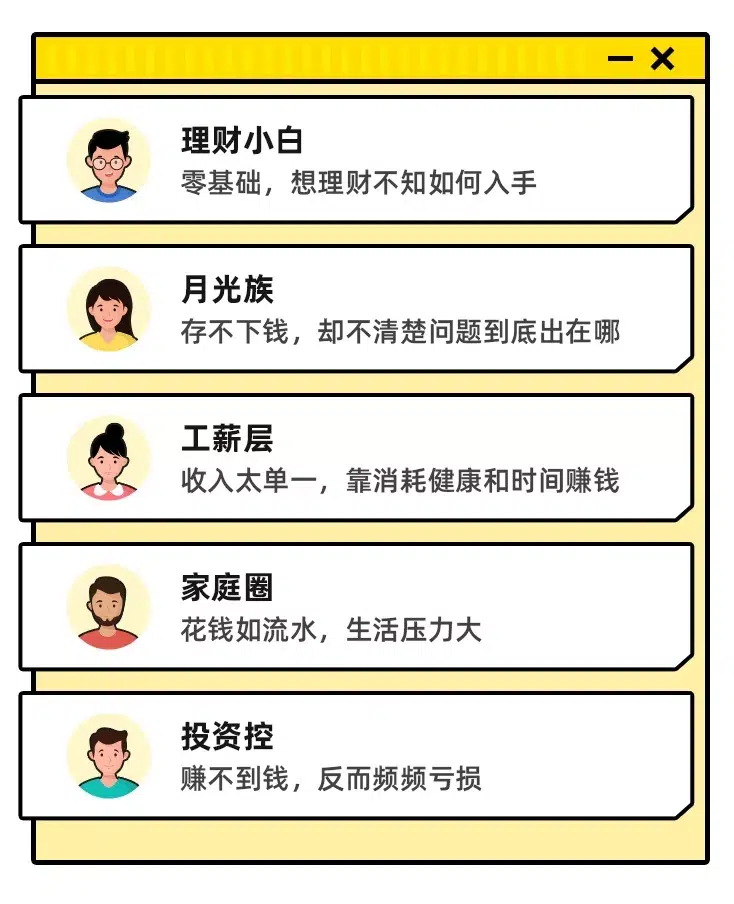 理财小白
零基础，想理财不知如何入手
月光族
存不下钱，却不清楚问题到底出在哪
工薪层
收入太单一，靠消耗健康和时间赚钱
家庭圈
花钱如流水，生活压力大
投资控
赚不到钱，反而频频亏损